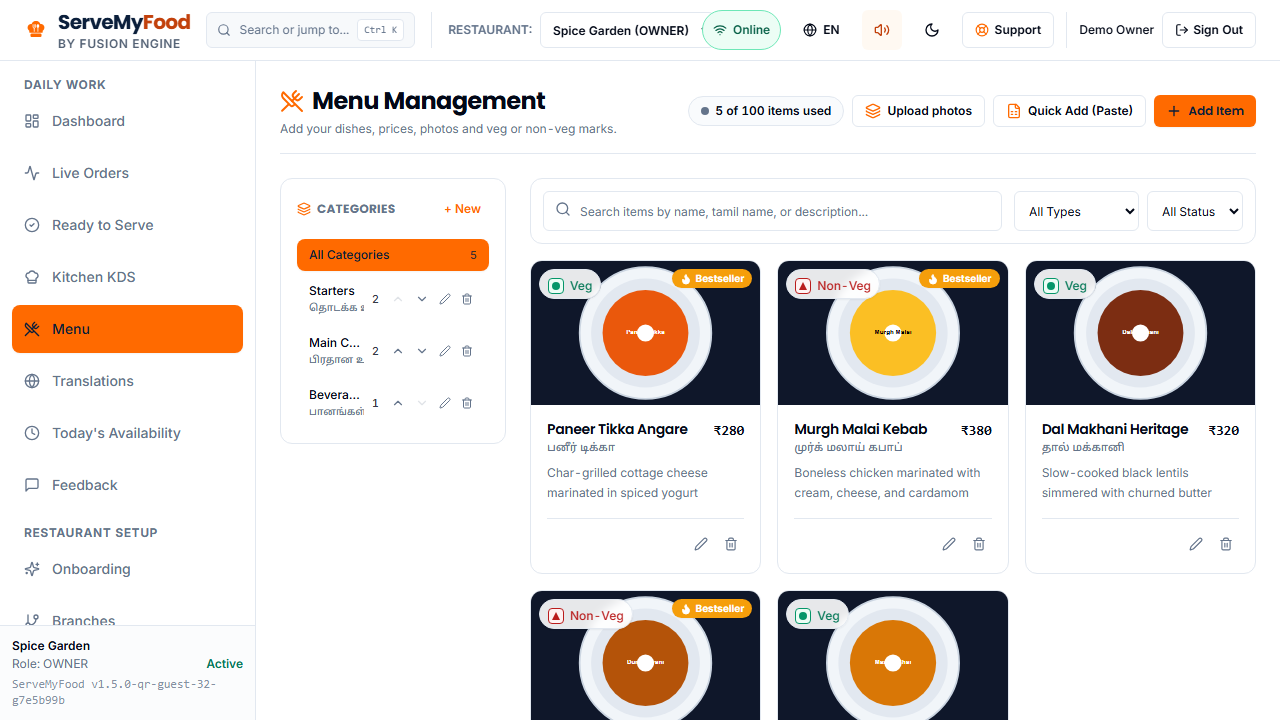 ServeMyFood
BY FUSION ENGINE
Search or jump to...
Ctrl K
RESTAURANT:
Spice Garden (OWNER)
Online
EN
Support
Demo Owner
Sign Out
DAILY WORK
Dashboard
Live Orders
Ready to Serve
Kitchen KDS
Menu
Translations
Today's Availability
Feedback
RESTAURANT SETUP
Onboarding
Branches
Spice Garden
Role: OWNER
Active
ServeMyFood v1.5.0-qr-guest-32-
g7e5b99b
Menu Management
Add your dishes, prices, photos and veg or non-veg marks.
5 of 100 items used
Upload photos
Quick Add (Paste)
Add Item
CATEGORIES
+ New
All Categories
5
Starters
2
தொடக்க
Main C...
2
பிரதான
Bevera...
1
பானங்கள்
Search items by name, tamil name, or description...
All Types
All Status
Veg
Bestseller
Paneer Tikka Angare
₹280
பனீர் டிக்கா
Char-grilled cottage cheese
marinated in spiced yogurt
Non-Veg
Bestseller
Murgh Malai
Murgh Malai Kebab
₹380
முர்க் மலாய் கபாப்
Boneless chicken marinated with
cream, cheese, and cardamom
Veg
Dal Makhani Heritage
₹320
தால் மக்கானி
Slow-cooked black lentils
simmered with churned butter
Non-Veg
Bestseller
Veg